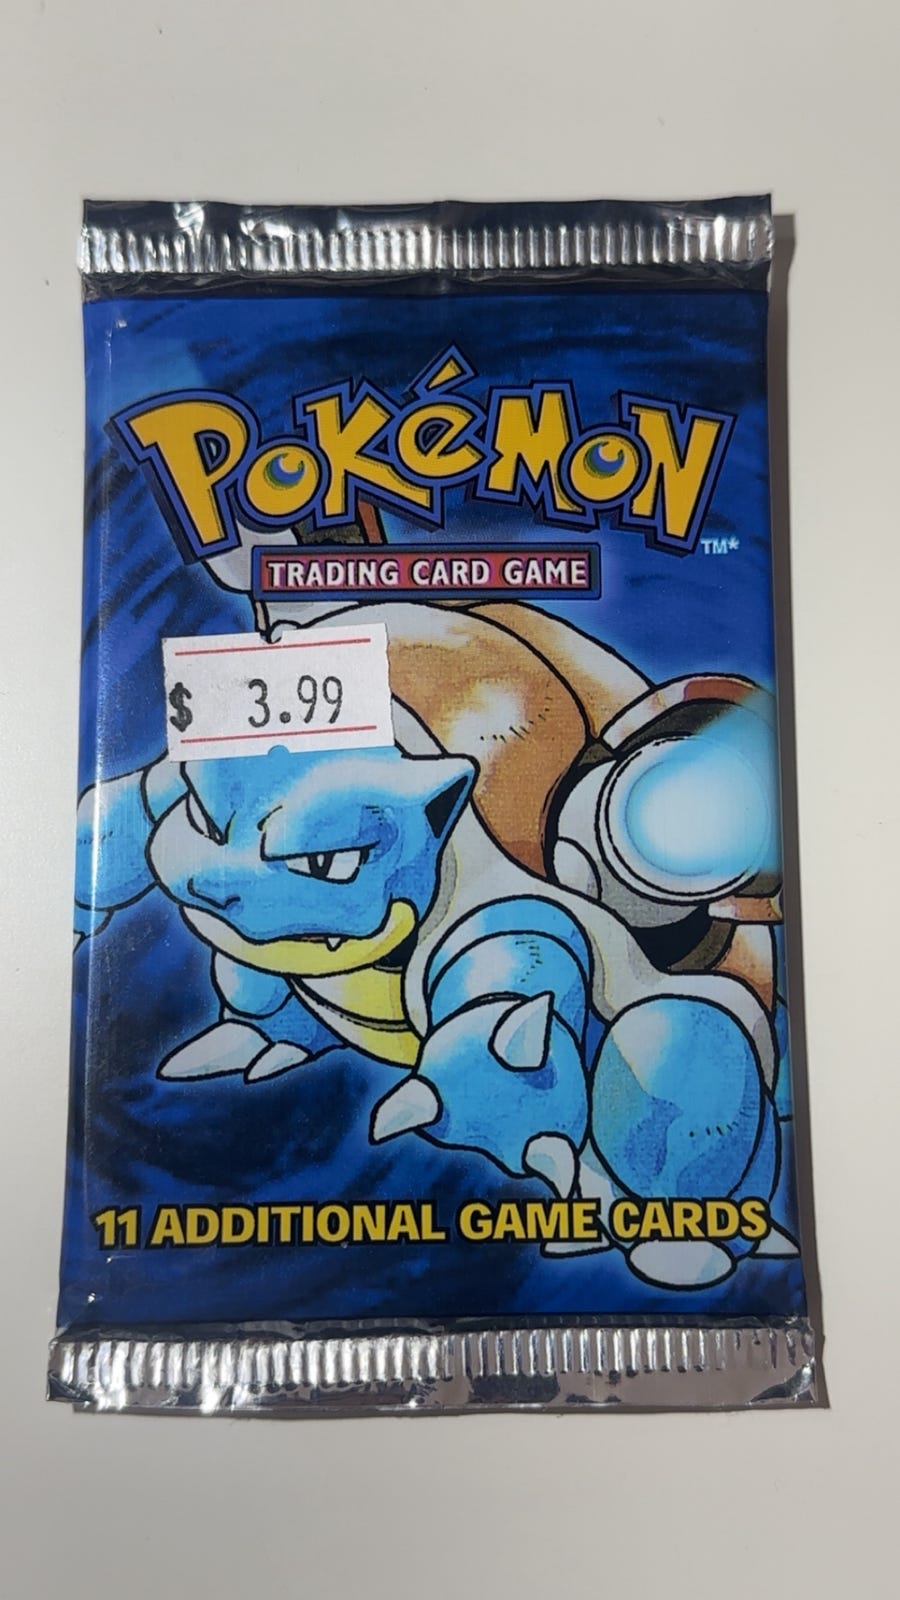 POKéMON
TM*
TRADING CARD GAME
$ 3.99
11 ADDITIONAL GAME CARDS